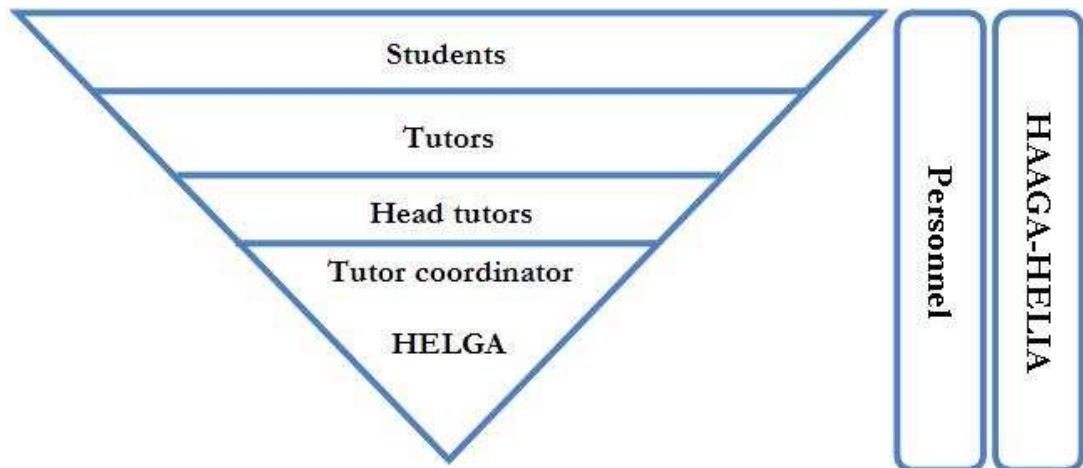 Students
Tutors
Head tutors
Tutor coordinator
HELGA
Personnel
HAAGA-HELIA